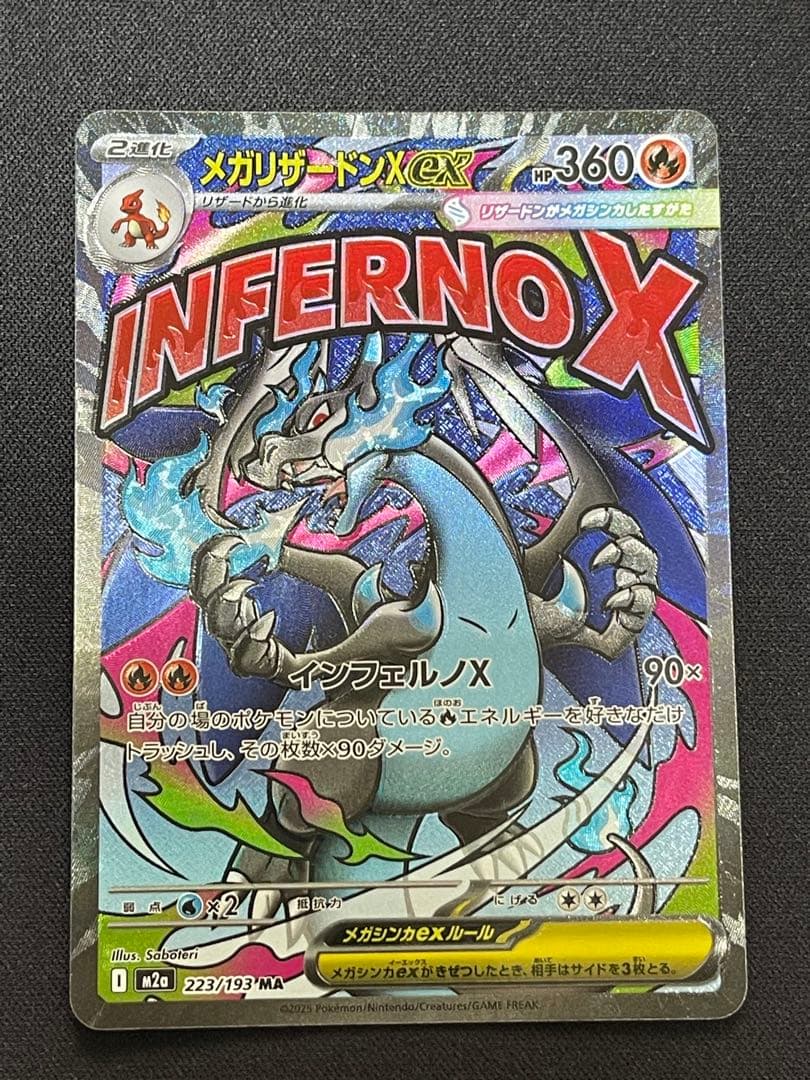 2進化
メガリザードンXex
HP360
リザードから進化
リザードンがメガシンカしたすがた
INFERNOX
インフェルノX
90×
自分の場のポケモンについているエネルギーを好きなだけ
トラッシュし、その枚数×90ダメージ。
弱点 ×2 抵抗力 にげる
メガシンカexルール
メガシンカexがきぜつしたとき、相手はサイドを3枚とる。
Illus. Saboteri
I m2a 223/193 MA
©2025 Pokémon/Nintendo/Creatures/GAME FREAK